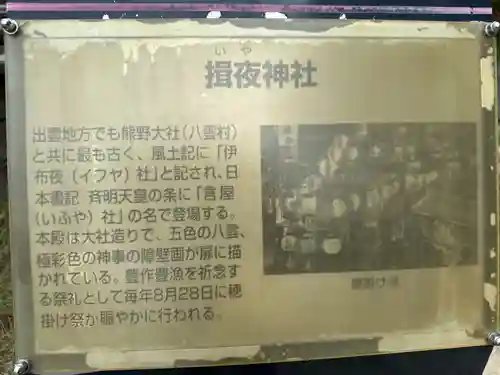 いや
揖夜神社
出雲地方でも熊野大社(八雲村)
と共に最も古く、風土記に「伊
布夜(イフヤ)社」と記され、日
本書記 斉明天皇の条に「言屋
(いふや)社」の名で登場する。
本殿は大社造りで、五色の八雲、
極彩色の神事の障壁画が扉に描
かれている。豊作豊漁を祈念す
る祭礼として毎年8月28日に穂
掛け祭が賑やかに行われる。
穂掛け祭